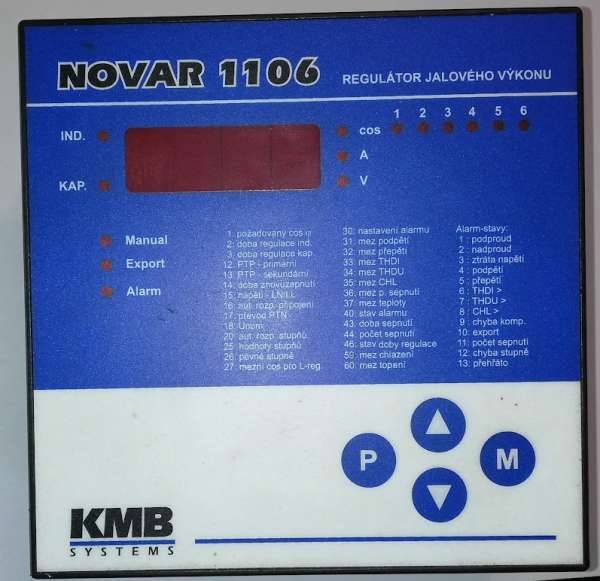 NOVAR 1106 REGULÁTOR JALOVÉHO VÝKONU
1 2 3 4 5 6
IND. cos
A
KAP. V
Manual
Export
Alarm
1. požadovaný cos φ
2. doba regulace ind.
3. doba regulace kap.
12. PTP - primární
13. PTP - sekundární
14. doba znovuzapnutí
15. napětí - LN/LL
16. aut. rozp. připojení
17. převod PTN
18. Unom
20. aut. rozp. stupňů
25. hodnoty stupňů
26. pevné stupně
27. mezní cos pro L-reg.
30. nastavení alarmu
31. mez podpětí
32. mez přepětí
33. mez THDI
34. mez THDU
35. mez CHL
36. mez p. sepnutí
37. mez teploty
40. stav alarmu
43. doba sepnutí
44. počet sepnutí
46. stav doby regulace
59. mez chlazení
60. mez topení
Alarm-stavy:
1 : podproud
2 : nadproud
3 : ztráta napětí
4 : podpětí
5 : přepětí
6 : THDI >
7 : THDU >
8 : CHL >
9 : chyba komp.
10: export
11: počet sepnutí
12: chyba stupně
13: přehřáto
P M
KMB
SYSTEMS